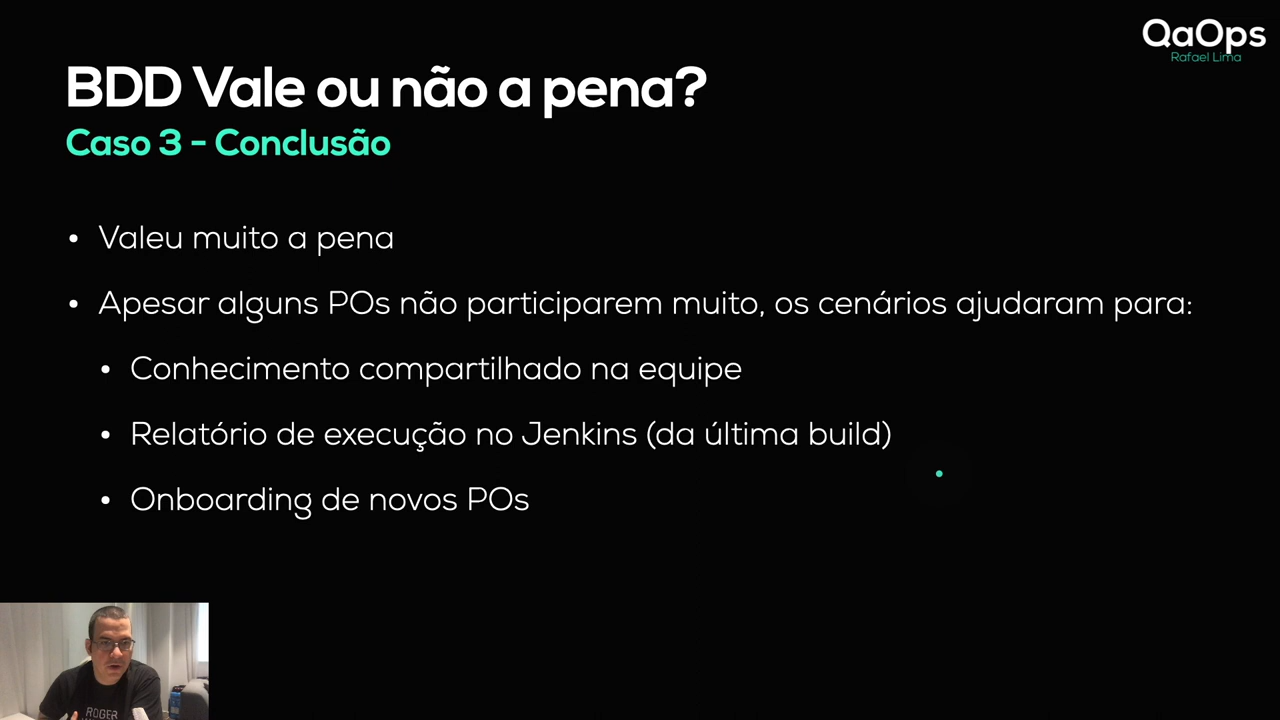 QaOps
Rafael Lima
BDD Vale ou não a pena?
Caso 3 - Conclusão
• Valeu muito a pena
• Apesar alguns POs não participarem muito, os cenários ajudaram para:
• Conhecimento compartilhado na equipe
• Relatório de execução no Jenkins (da última build)
• Onboarding de novos POs
ROGER